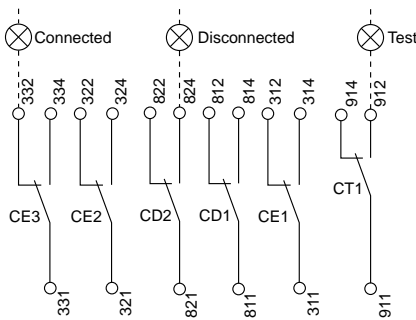 Connected
Disconnected
Test
332
334
322
324
822
824
812
814
312
314
914
912
CE3
CE2
CD2
CD1
CE1
CT1
331
321
821
811
311
911